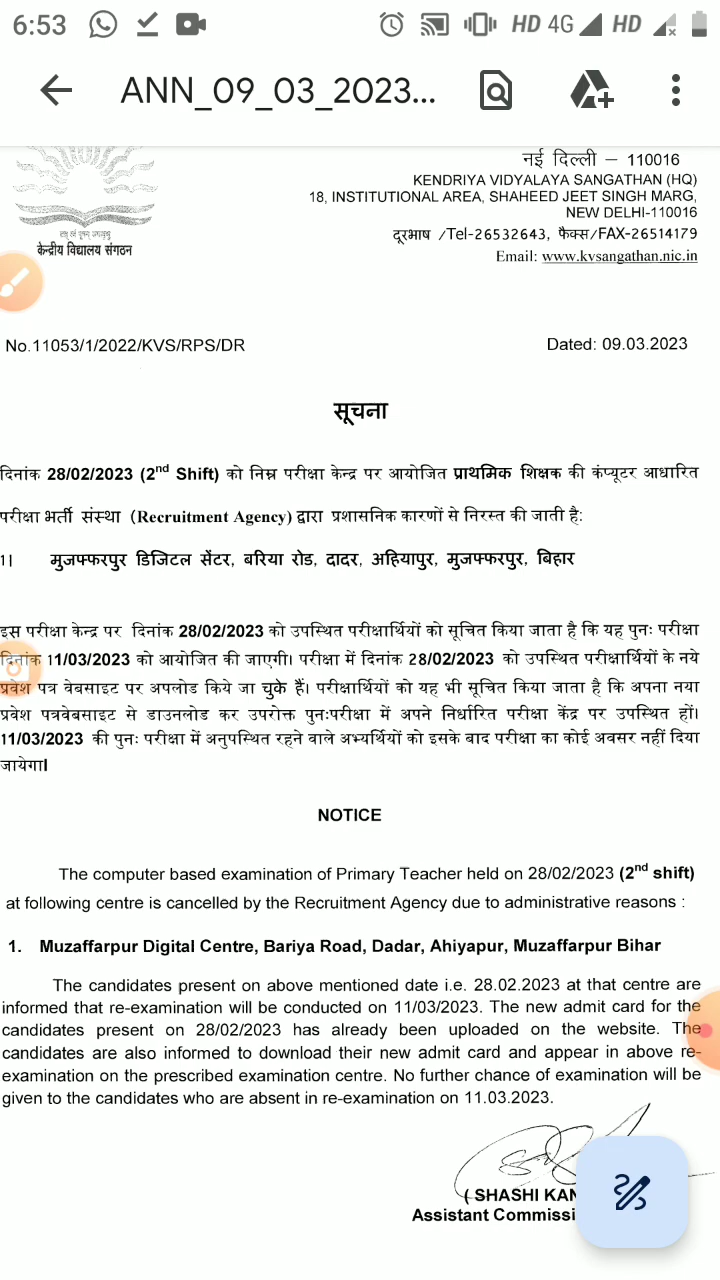 6:53 HD 4G HD
ANN_09_03_2023...
नई दिल्ली – 110016
KENDRIYA VIDYALAYA SANGATHAN (HQ)
18, INSTITUTIONAL AREA, SHAHEED JEET SINGH MARG,
NEW DELHI-110016
दूरभाष /Tel-26532643, फैक्स/FAX-26514179
केन्द्रीय विद्यालय संगठन
Email: www.kvsangathan.nic.in
No.11053/1/2022/KVS/RPS/DR Dated: 09.03.2023
सूचना
दिनांक 28/02/2023 (2nd Shift) को निम्न परीक्षा केन्द्र पर आयोजित प्राथमिक शिक्षक की कंप्यूटर आधारित
परीक्षा भर्ती संस्था (Recruitment Agency) द्वारा प्रशासनिक कारणों से निरस्त की जाती है:
1| मुजफ्फरपुर डिजिटल सेंटर, बरिया रोड, दादर, अहियापुर, मुजफ्फरपुर, बिहार
इस परीक्षा केन्द्र पर दिनांक 28/02/2023 को उपस्थित परीक्षार्थियों को सूचित किया जाता है कि यह पुनः परीक्षा
दिनांक 11/03/2023 को आयोजित की जाएगी। परीक्षा में दिनांक 28/02/2023 को उपस्थित परीक्षार्थियों के नये
प्रवेश पत्र वेबसाइट पर अपलोड किये जा चुके हैं। परीक्षार्थियों को यह भी सूचित किया जाता है कि अपना नया
प्रवेश पत्रवेबसाइट से डाउनलोड कर उपरोक्त पुनःपरीक्षा में अपने निर्धारित परीक्षा केंद्र पर उपस्थित हों।
11/03/2023 की पुनः परीक्षा में अनुपस्थित रहने वाले अभ्यर्थियों को इसके बाद परीक्षा का कोई अवसर नहीं दिया
जायेगा।
NOTICE
The computer based examination of Primary Teacher held on 28/02/2023 (2nd shift)
at following centre is cancelled by the Recruitment Agency due to administrative reasons :
1. Muzaffarpur Digital Centre, Bariya Road, Dadar, Ahiyapur, Muzaffarpur Bihar
The candidates present on above mentioned date i.e. 28.02.2023 at that centre are
informed that re-examination will be conducted on 11/03/2023. The new admit card for the
candidates present on 28/02/2023 has already been uploaded on the website. The
candidates are also informed to download their new admit card and appear in above re-
examination on the prescribed examination centre. No further chance of examination will be
given to the candidates who are absent in re-examination on 11.03.2023.
( SHASHI KAN
Assistant Commissi